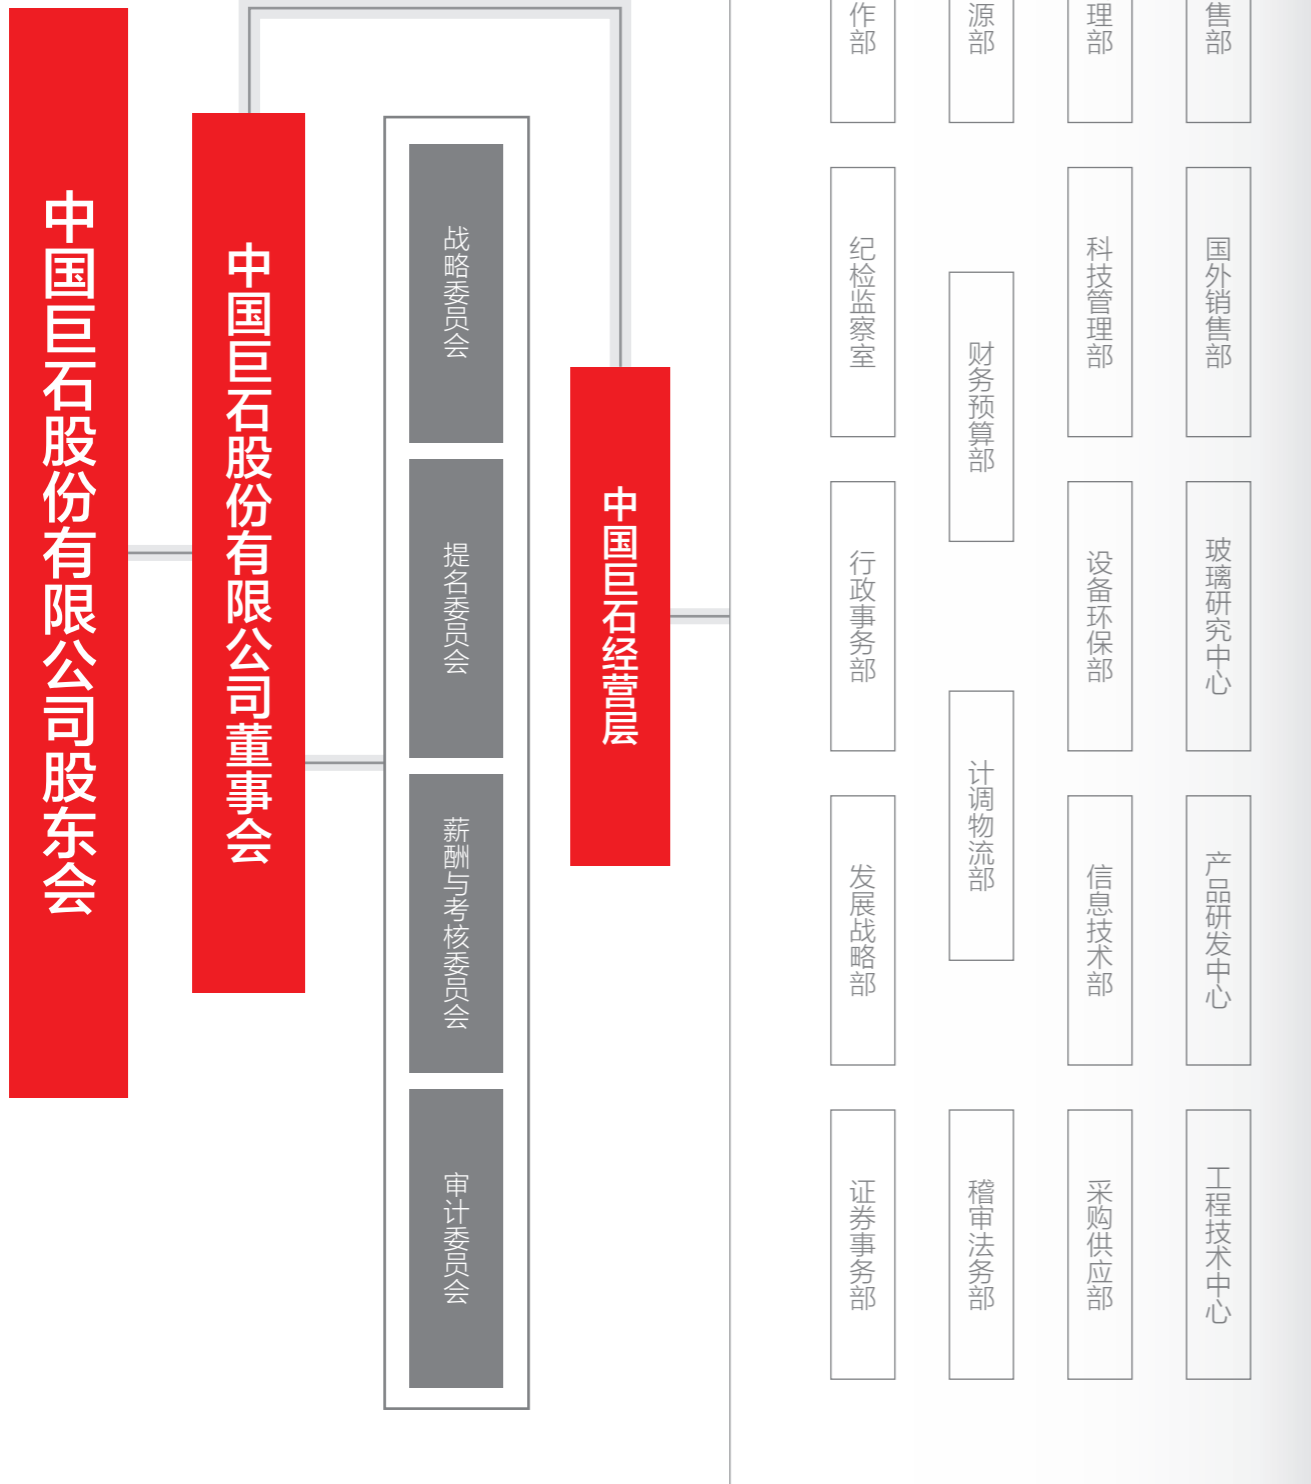 中国巨石股份有限公司股东会
中国巨石股份有限公司董事会
战略委员会
提名委员会
薪酬与考核委员会
审计委员会
中国巨石经营层
作部
纪检监察室
行政事务部
发展战略部
证券事务部
源部
财务预算部
计调物流部
稽审法务部
理部
科技管理部
设备环保部
信息技术部
采购供应部
售部
国外销售部
玻璃研究中心
产品研发中心
工程技术中心